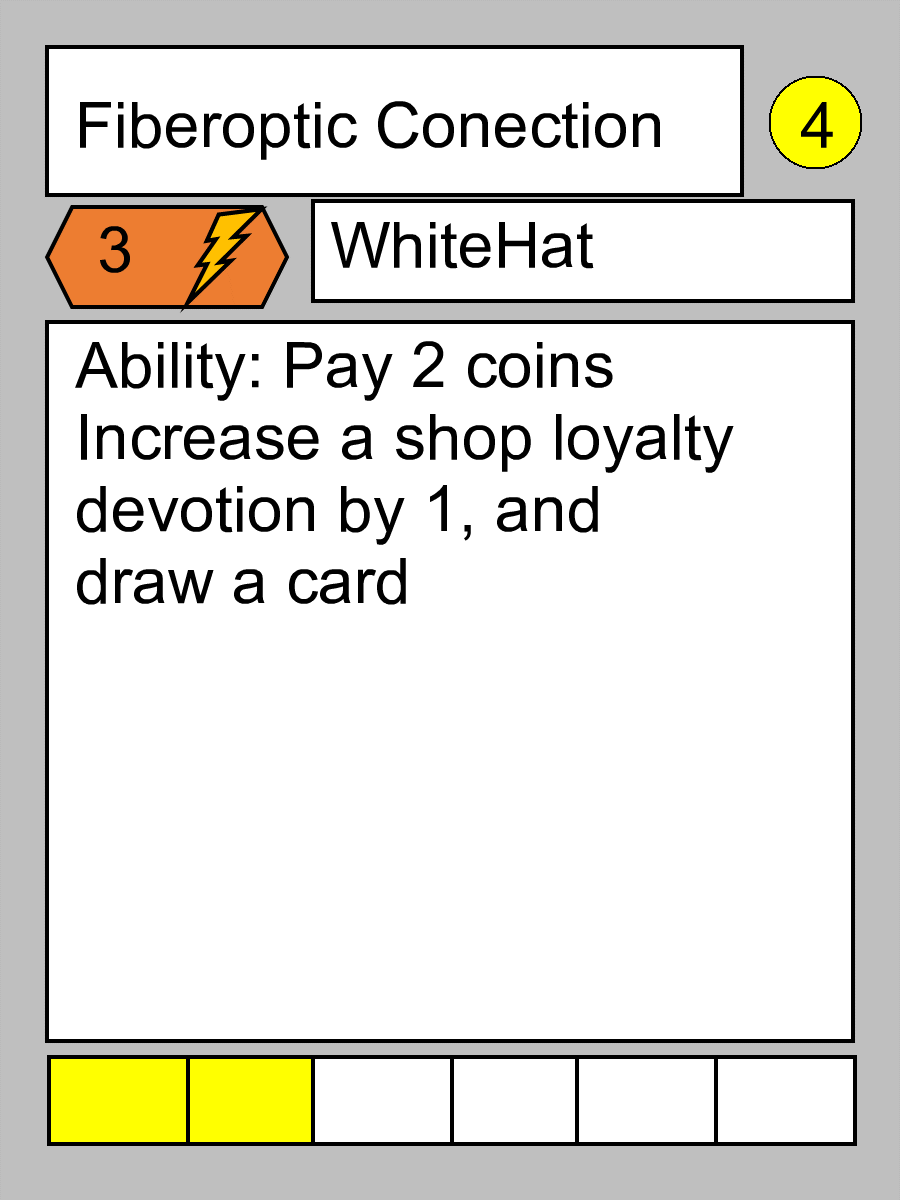 Fiberoptic Conection
4
3
WhiteHat
Ability: Pay 2 coins
Increase a shop loyalty
devotion by 1, and
draw a card